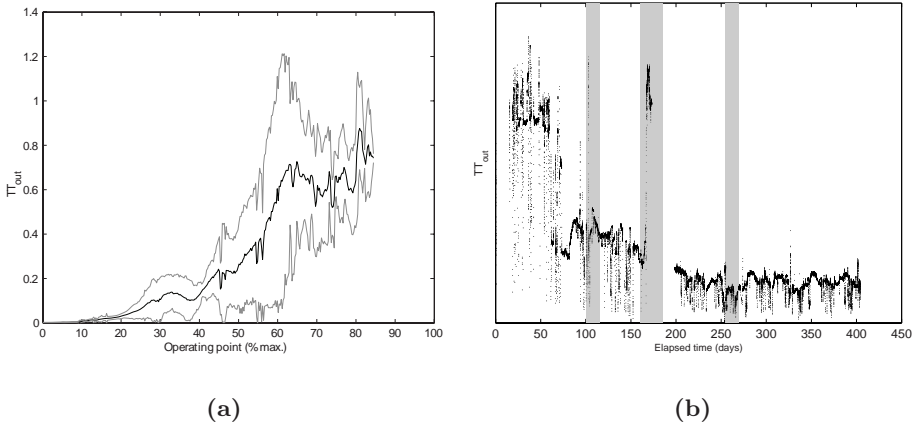 1.4
1.2
1
0.8
0.6
0.4
0.2
0
TT_out
0 10 20 30 40 50 60 70 80 90 100
Operating point (% max.)
(a)
TT_out
0 50 100 150 200 250 300 350 400 450
Elapsed time (days)
(b)